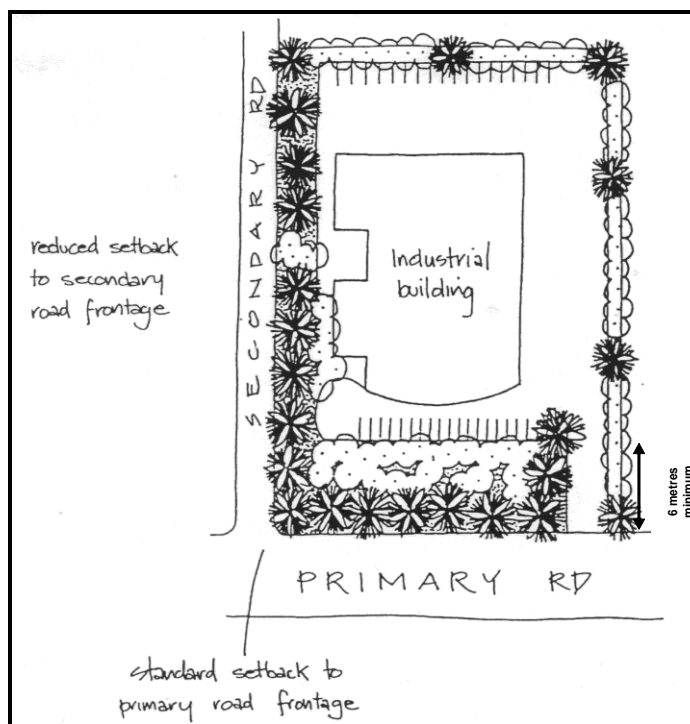 SECONDARY RD
reduced setback
to secondary
road frontage
Industrial
building
6 metres
minimum
PRIMARY RD
standard setback to
primary road frontage